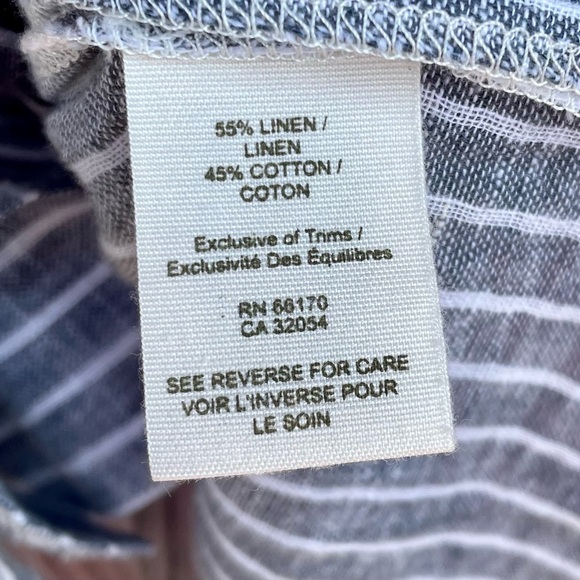 55% LINEN /
LINEN
45% COTTON /
COTON
Exclusive of Trims /
Exclusivité Des Équilibres
RN 66170
CA 32054
SEE REVERSE FOR CARE
VOIR L'INVERSE POUR
LE SOIN